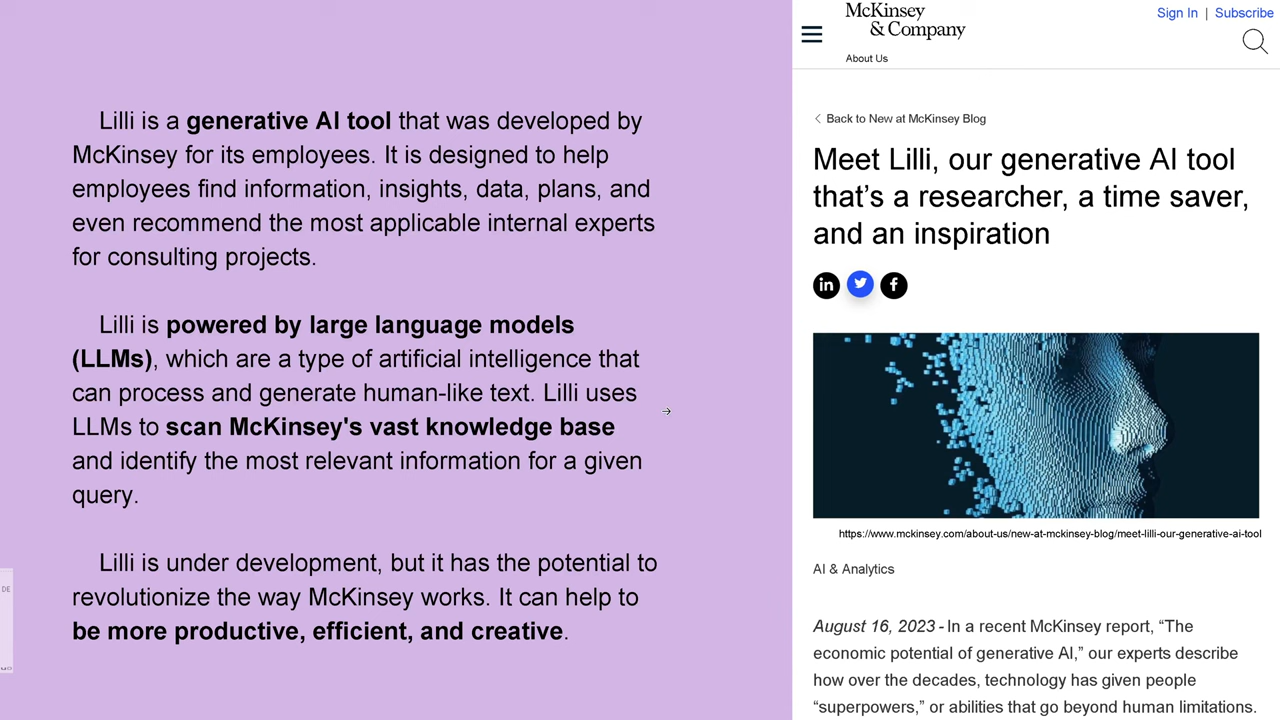 Lilli is a generative AI tool that was developed by
McKinsey for its employees. It is designed to help
employees find information, insights, data, plans, and
even recommend the most applicable internal experts
for consulting projects.
Lilli is powered by large language models
(LLMs), which are a type of artificial intelligence that
can process and generate human-like text. Lilli uses
LLMs to scan McKinsey's vast knowledge base
and identify the most relevant information for a given
query.
Lilli is under development, but it has the potential to
revolutionize the way McKinsey works. It can help to
be more productive, efficient, and creative.
DE
McKinsey
& Company
Sign In | Subscribe
About Us
Back to New at McKinsey Blog
Meet Lilli, our generative AI tool
that’s a researcher, a time saver,
and an inspiration
https://www.mckinsey.com/about-us/new-at-mckinsey-blog/meet-lilli-our-generative-ai-tool
AI & Analytics
August 16, 2023 - In a recent McKinsey report, “The
economic potential of generative AI,” our experts describe
how over the decades, technology has given people
“superpowers,” or abilities that go beyond human limitations.